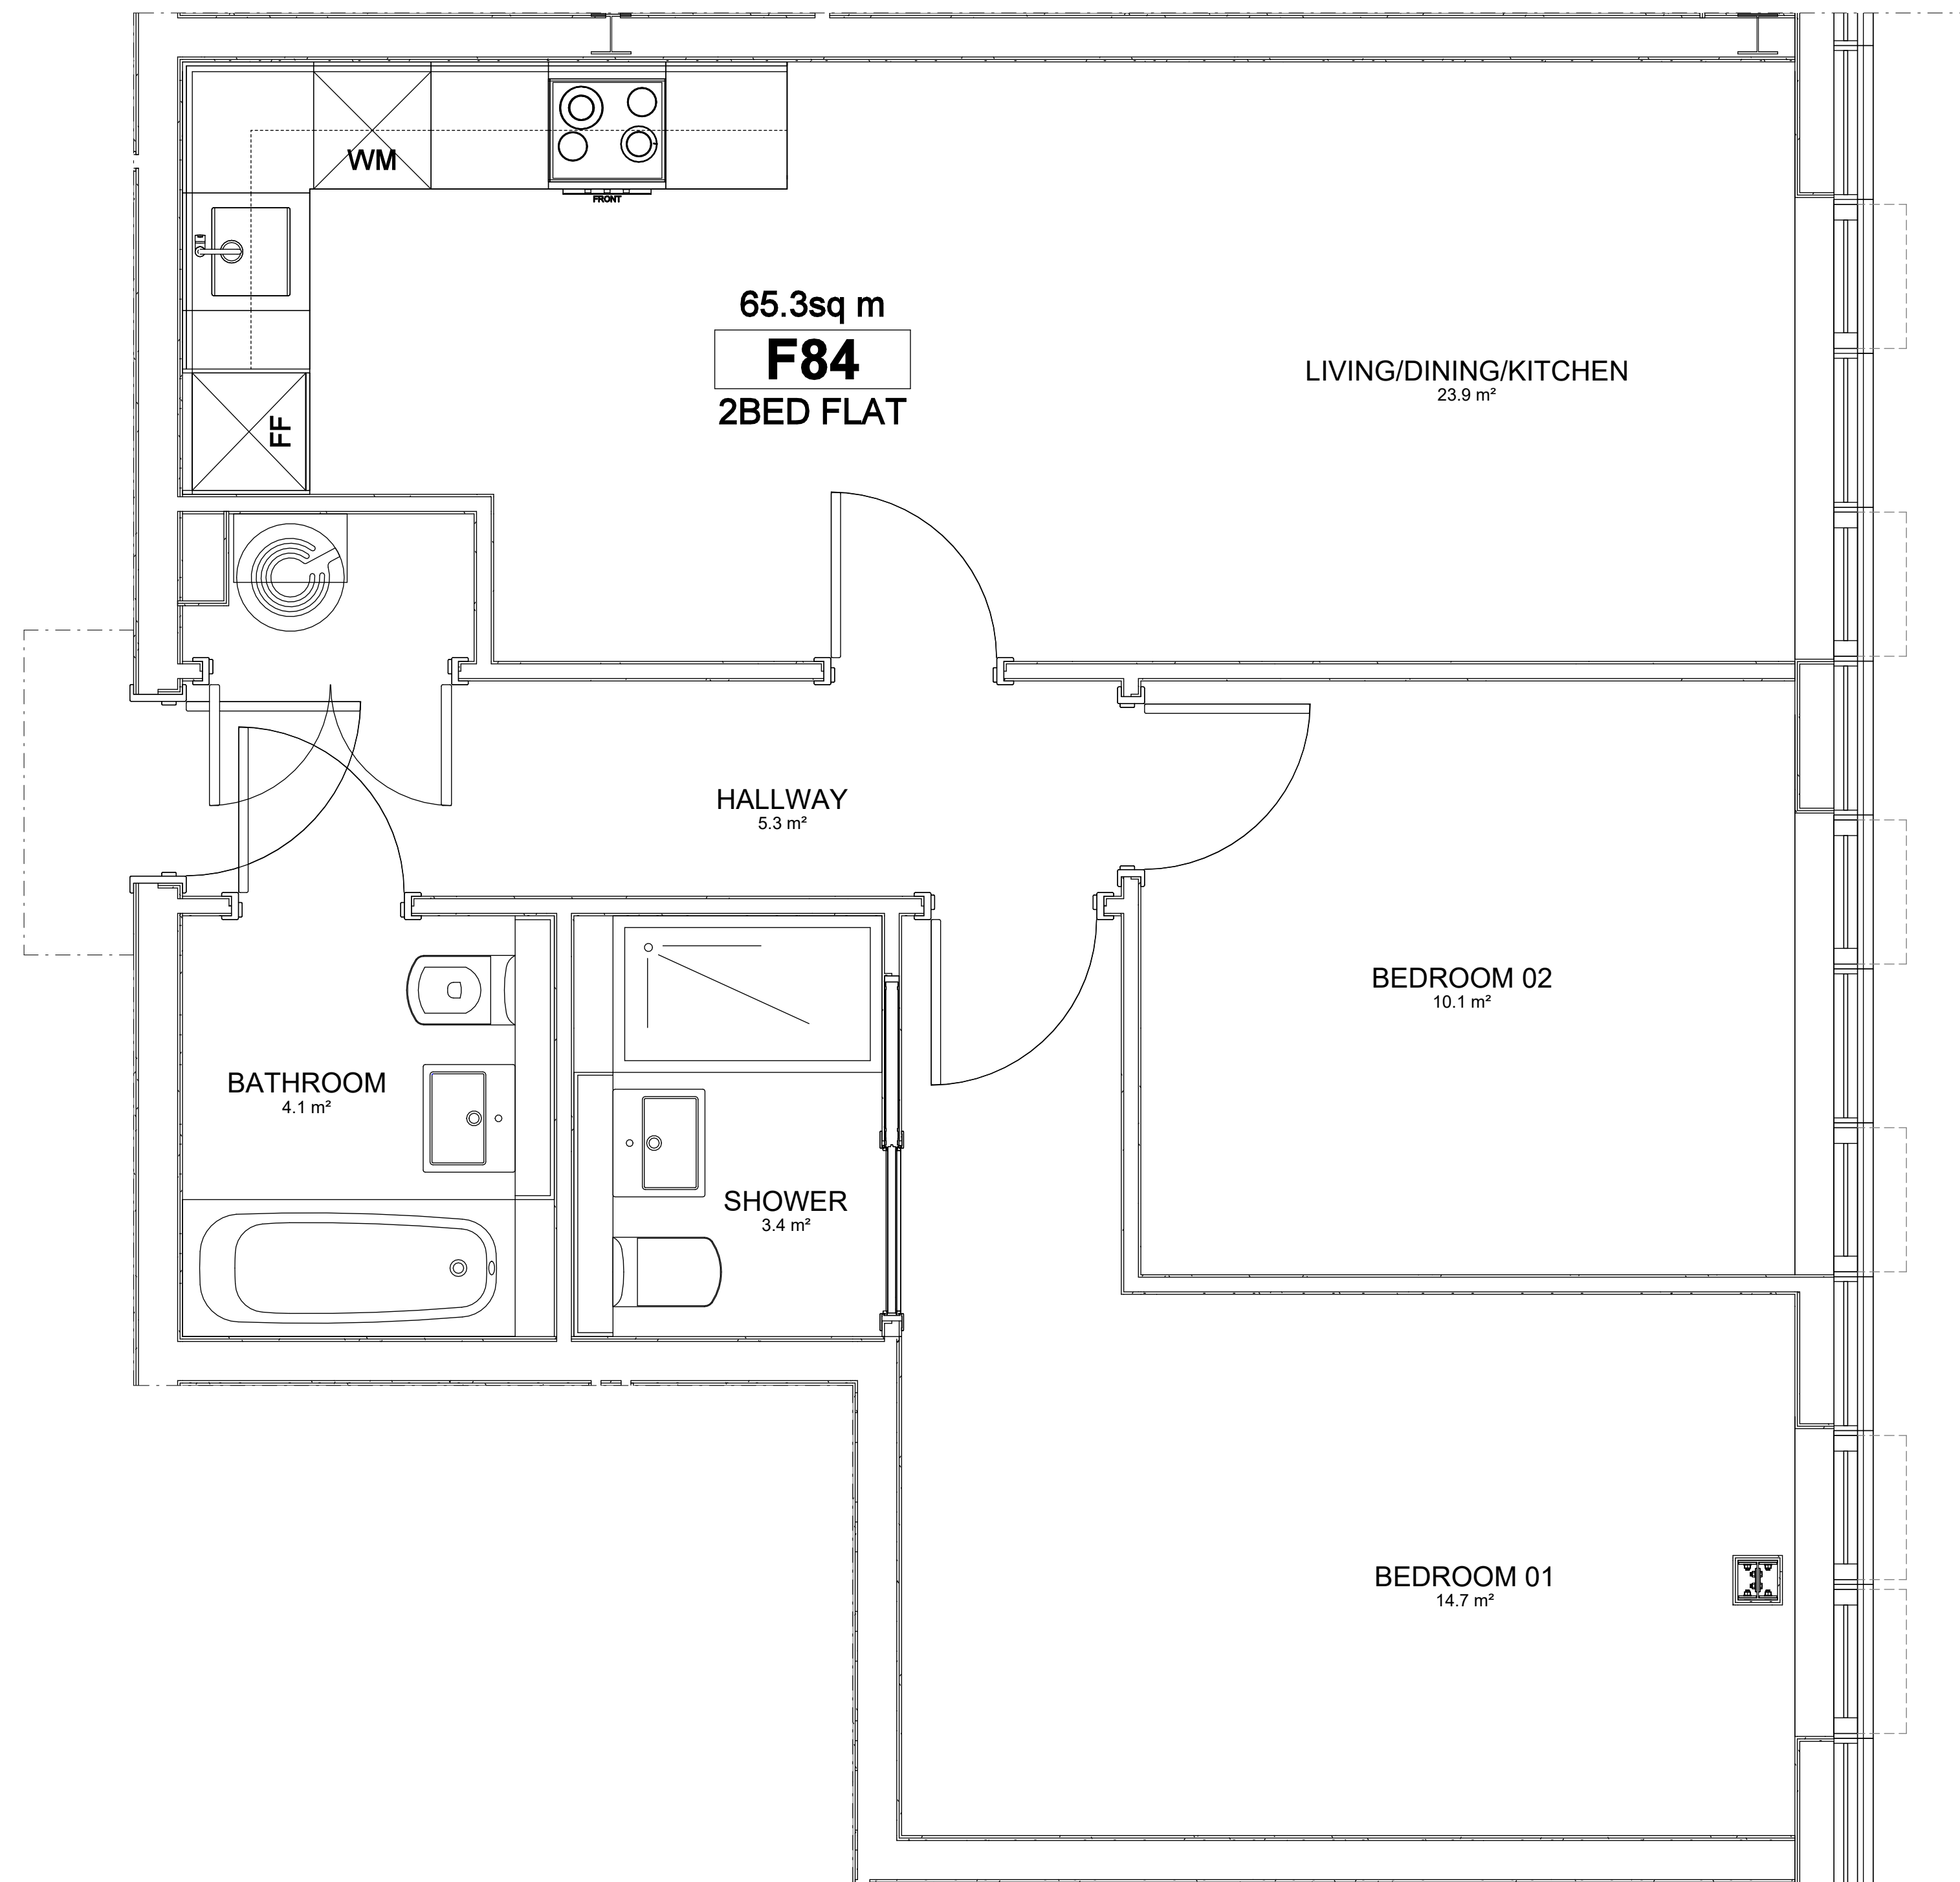 WM
FRONT
65.3sq m
F84
2BED FLAT
LIVING/DINING/KITCHEN
23.9 m²
FF
HALLWAY
5.3 m²
BEDROOM 02
10.1 m²
BATHROOM
4.1 m²
SHOWER
3.4 m²
BEDROOM 01
14.7 m²